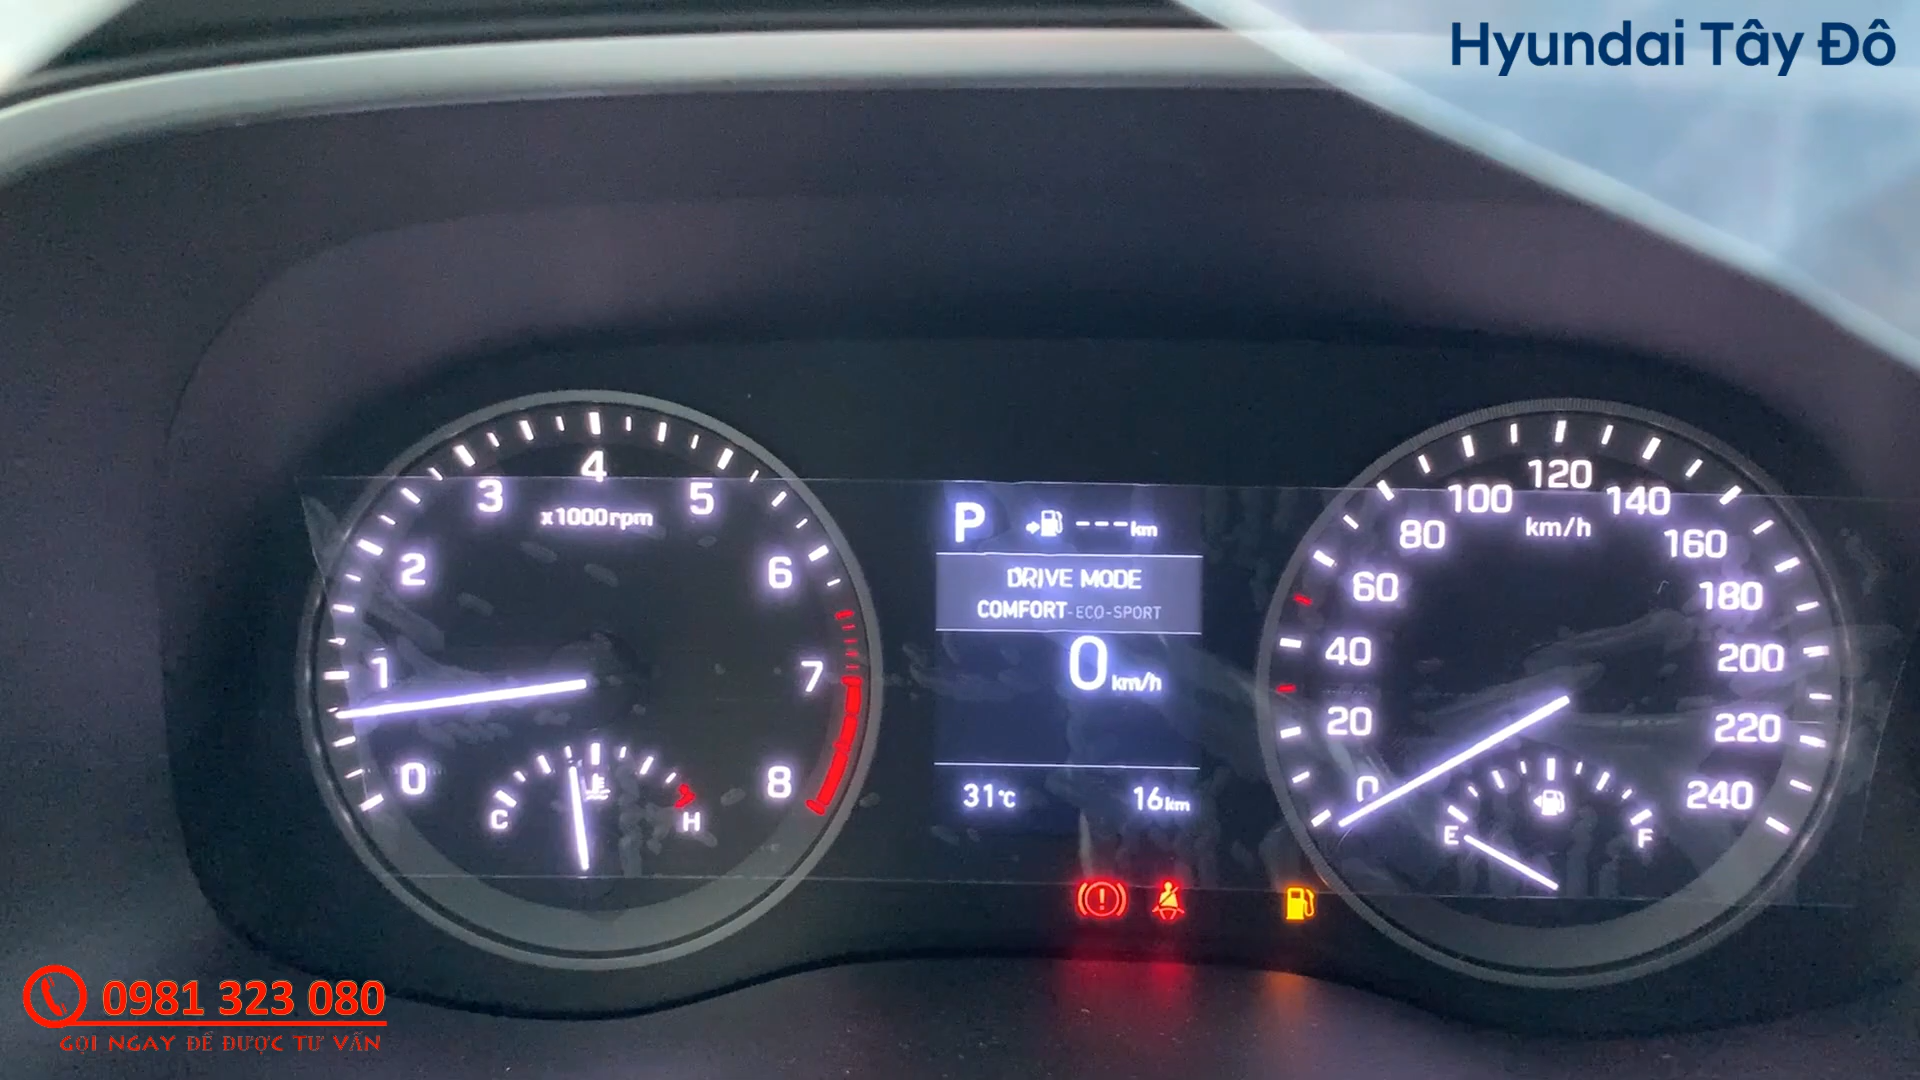 Hyundai Tây Đô
4
3
5
x1000rpm
2
6
1
7
0
8
C
H
P
---km
DRIVE MODE
COMFORT-ECO-SPORT
0 km/h
31°C
16km
120
100
140
km/h
80
160
60
180
40
200
20
220
0
240
E
F
0981 323 080
GỌI NGAY ĐỂ ĐƯỢC TƯ VẤN